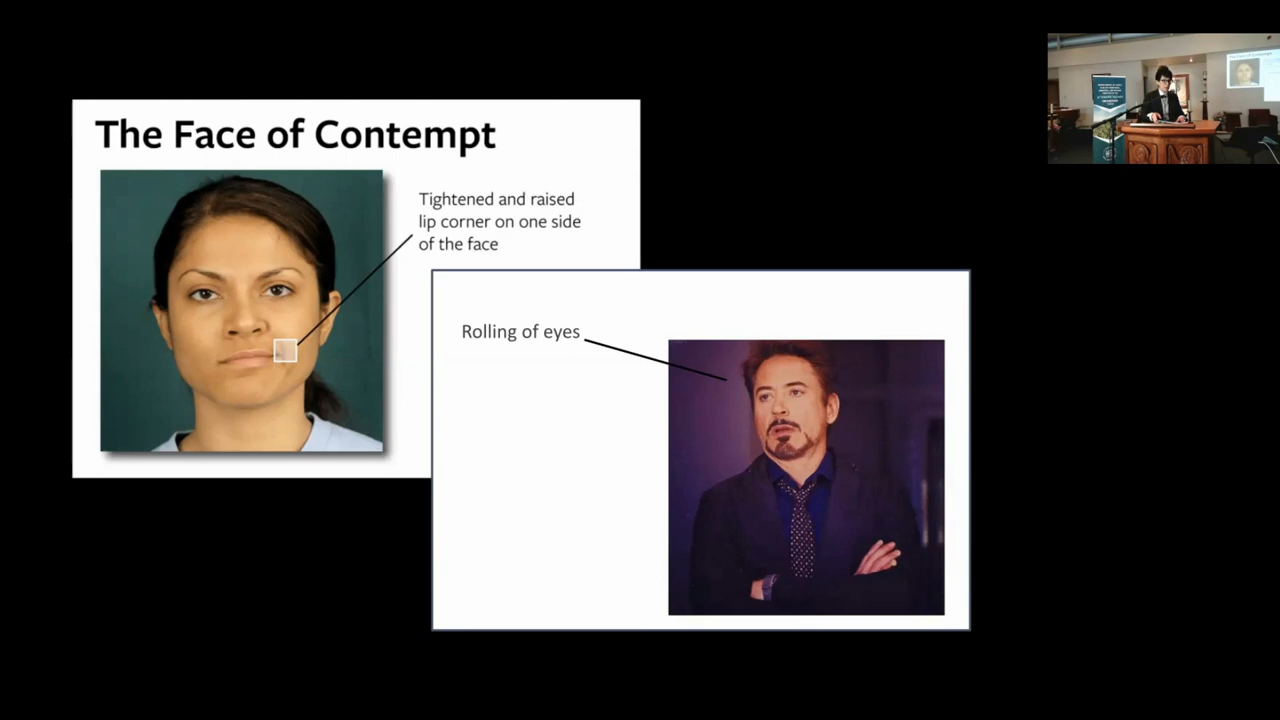 The Face of Contempt
Tightened and raised
lip corner on one side
of the face
Rolling of eyes